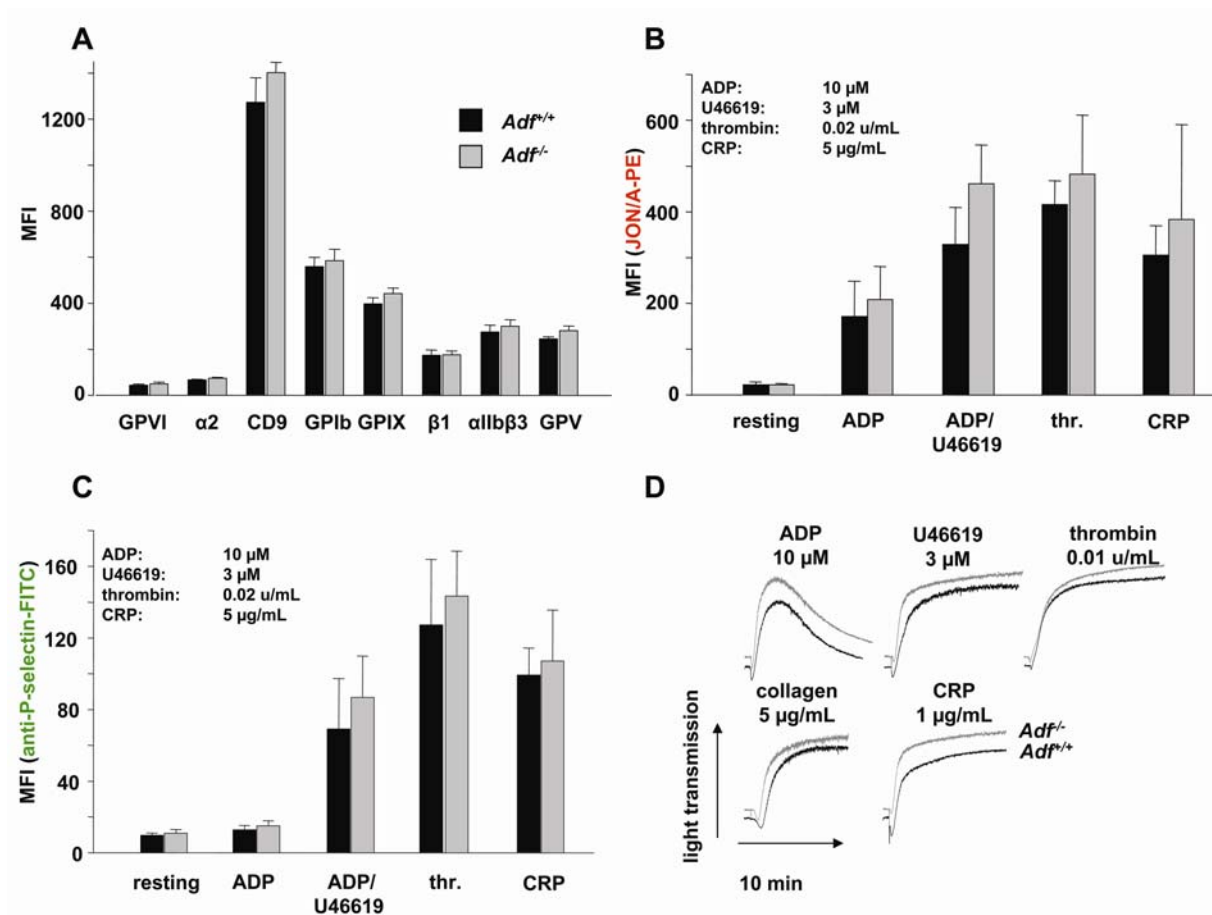 A
MFI
1200
800
400
0
Adf+/+
Adf-/-
GPVI α2 CD9 GPIb GPIX β1 αIIbβ3 GPV
B
MFI (JON/A-PE)
600
400
200
0
ADP: 10 µM
U46619: 3 µM
thrombin: 0.02 u/mL
CRP: 5 µg/mL
resting ADP ADP/ thr. CRP
U46619
C
MFI (anti-P-selectin-FITC)
160
120
80
40
0
ADP: 10 µM
U46619: 3 µM
thrombin: 0.02 u/mL
CRP: 5 µg/mL
resting ADP ADP/ thr. CRP
U46619
D
ADP U46619 thrombin
10 µM 3 µM 0.01 u/mL
collagen CRP
5 µg/mL 1 µg/mL
Adf-/-
Adf+/+
light transmission
10 min